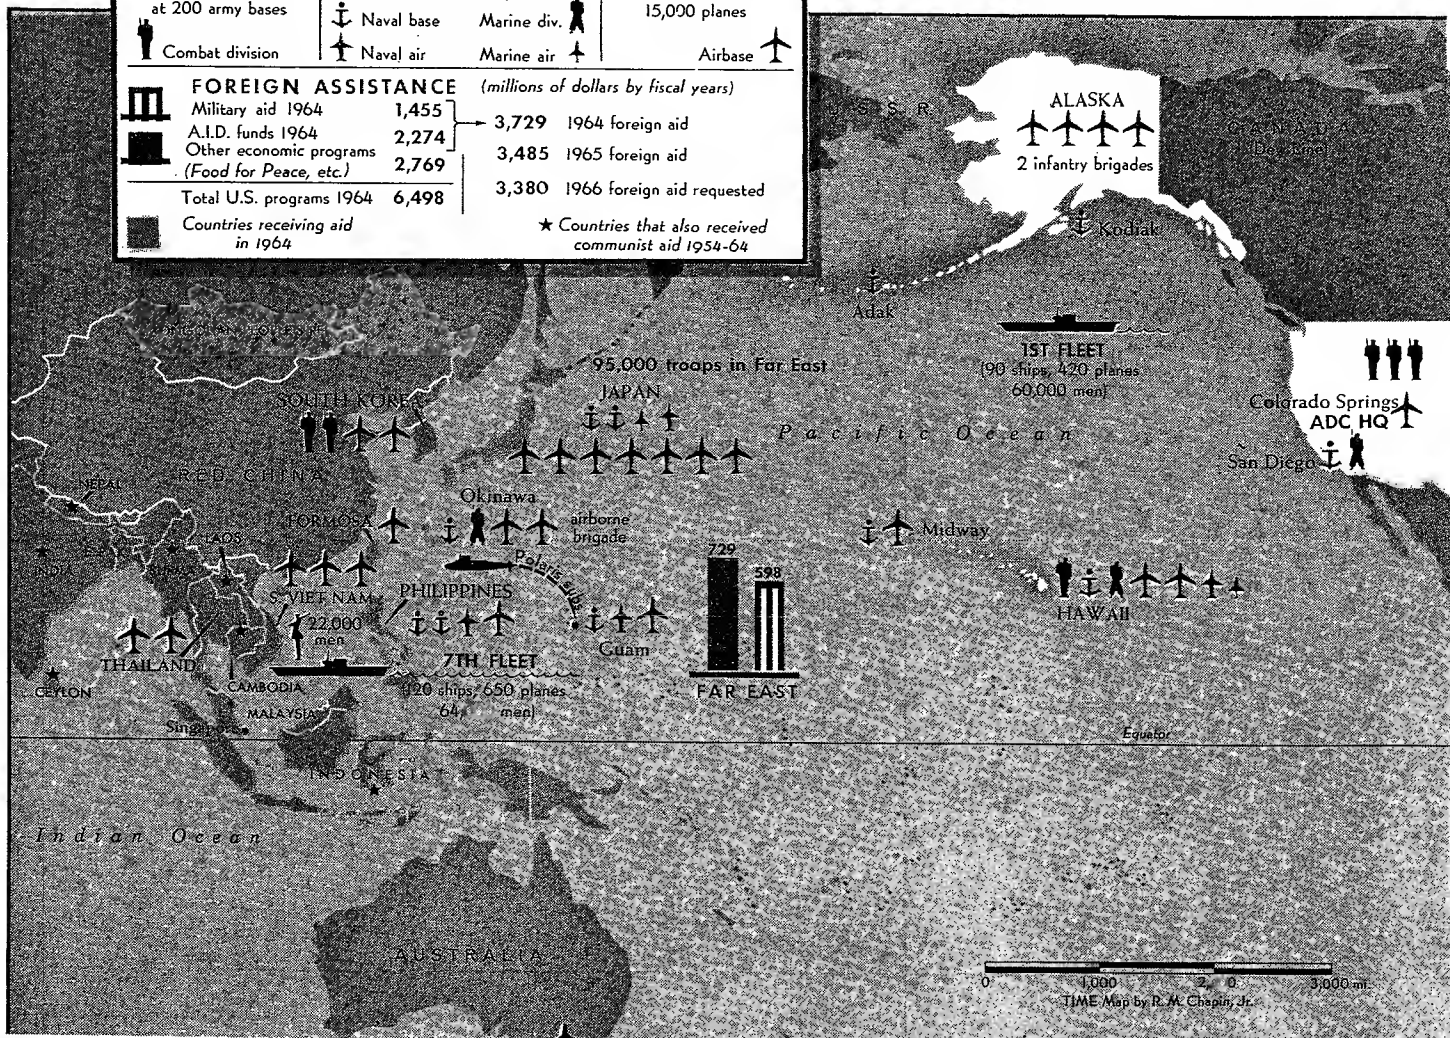 at 200 army bases
Combat division
Naval base
Naval air
Marine div.
Marine air
15,000 planes
Airbase
FOREIGN ASSISTANCE (millions of dollars by fiscal years)
Military aid 1964 1,455
A.I.D. funds 1964 2,274
3,729 1964 foreign aid
Other economic programs
(Food for Peace, etc.) 2,769
3,485 1965 foreign aid
3,380 1966 foreign aid requested
Total U.S. programs 1964 6,498
Countries receiving aid
in 1964
Countries that also received
communist aid 1954-64
S S R
ALASKA
2 infantry brigades
Kodiak
Adak
1ST FLEET
(90 ships, 420 planes
60,000 men)
95,000 troops in Far East
JAPAN
SOUTH KOREA
Colorado Springs
ADC HQ
San Diego
Pacific Ocean
RED CHINA
NEPAL
Okinawa
airborne
brigade
FORMOSA
LAOS
Midway
729
598
FAR EAST
Polaris subs.
S. VIET NAM
22,000
men
PHILIPPINES
HAWAII
Guam
THAILAND
7TH FLEET
(120 ships, 650 planes
64, men)
CEYLON
CAMBODIA
MALAYSIA
Singapore
Equator
INDONESIA
Indian Ocean
AUSTRALIA
0 1,000 2, 0 3,000 mi.
TIME Map by R. M. Chapin, Jr.